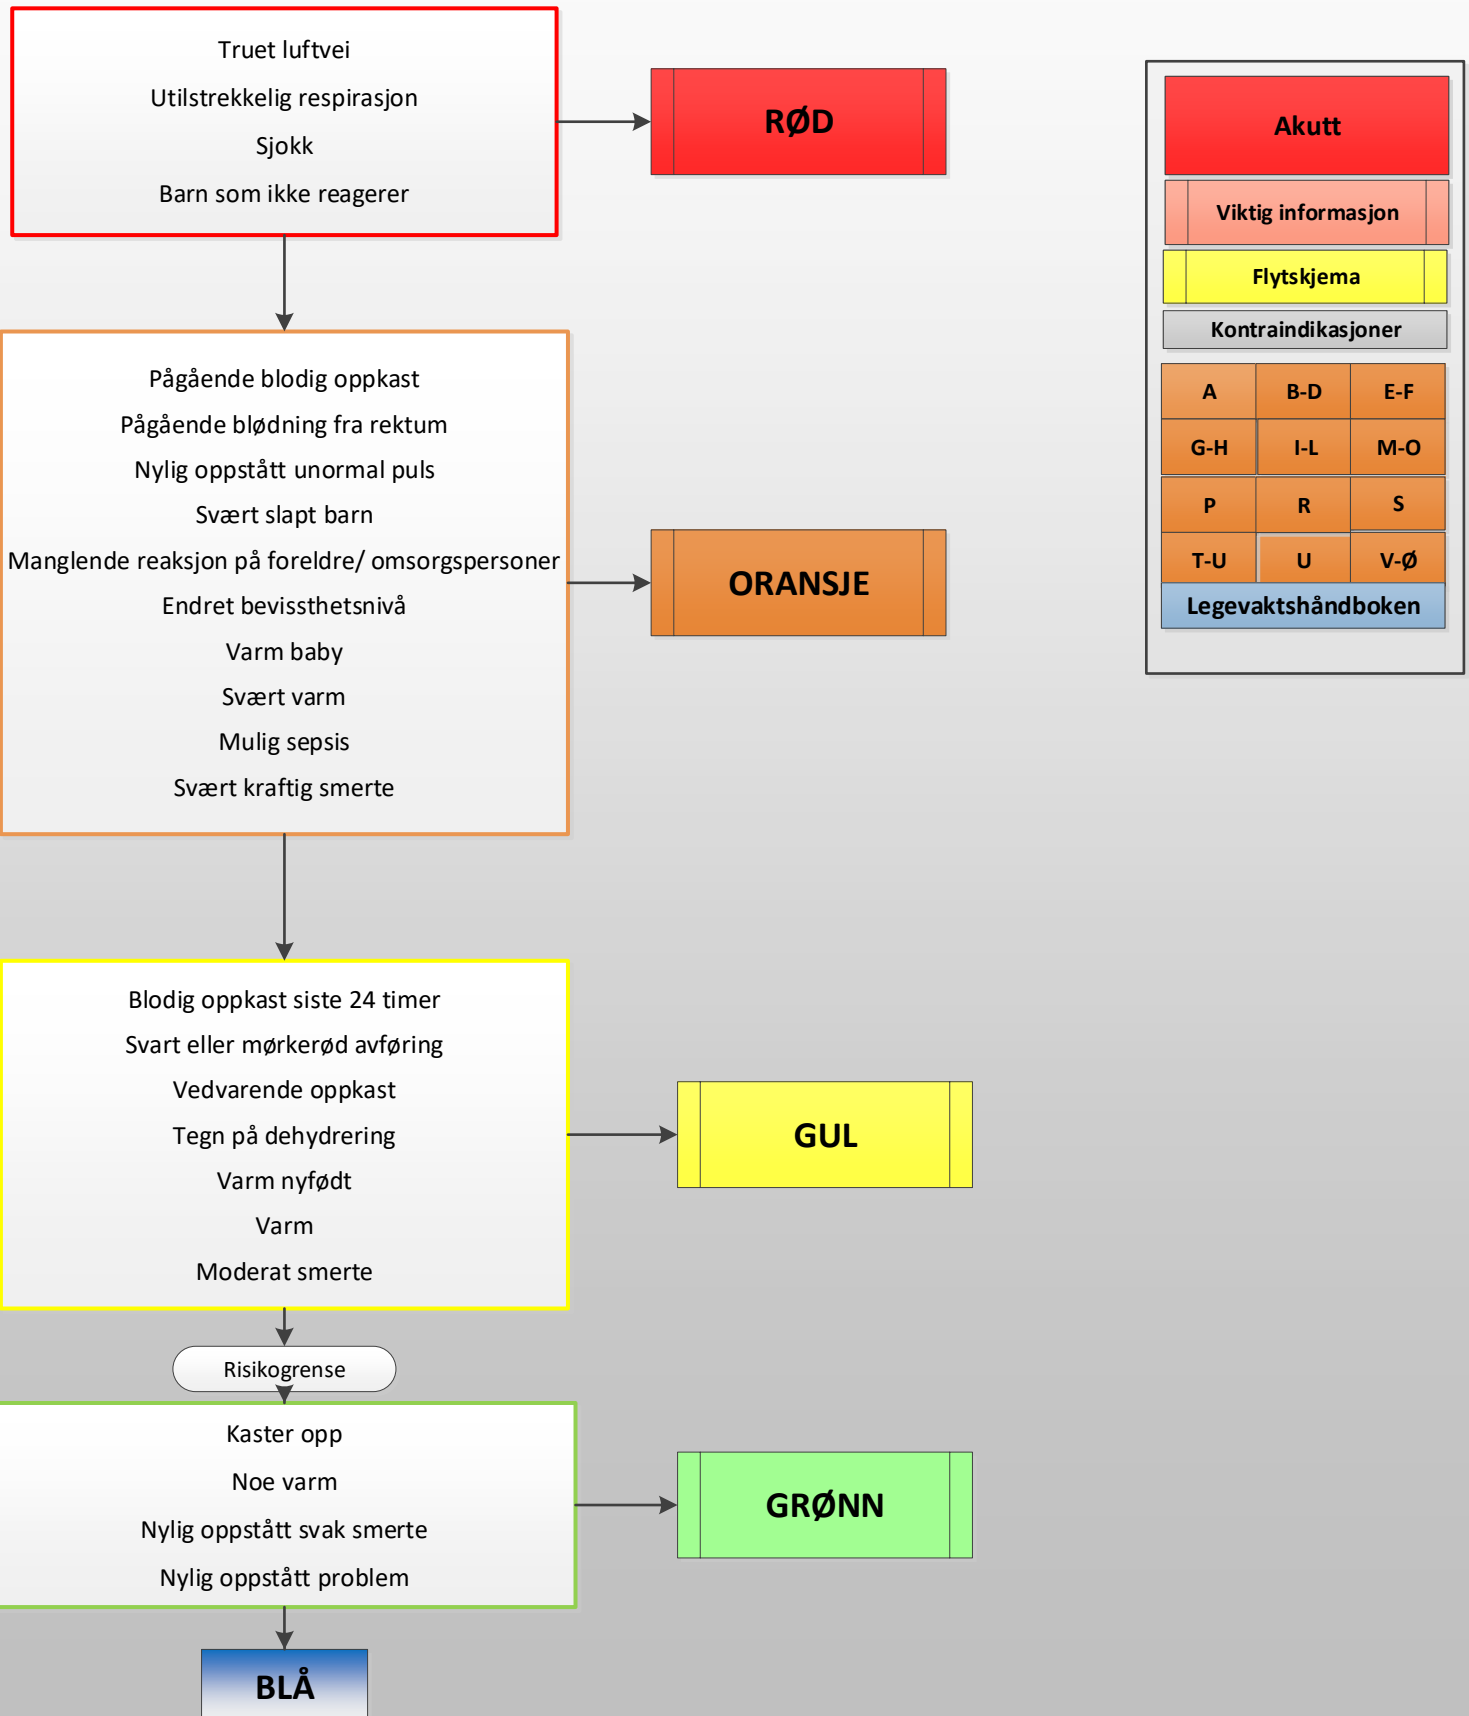 Truet luftvei
Utilstrekkelig respirasjon
Sjokk
Barn som ikke reagerer
RØD
Pågående blodig oppkast
Pågående blødning fra rektum
Nylig oppstått unormal puls
Svært slapt barn
Manglende reaksjon på foreldre/ omsorgspersoner
Endret bevissthetsnivå
Varm baby
Svært varm
Mulig sepsis
Svært kraftig smerte
ORANSJE
Blodig oppkast siste 24 timer
Svart eller mørkerød avføring
Vedvarende oppkast
Tegn på dehydrering
Varm nyfødt
Varm
Moderat smerte
GUL
Risikogrense
Kaster opp
Noe varm
Nylig oppstått svak smerte
Nylig oppstått problem
GRØNN
BLÅ
Akutt
Viktig informasjon
Flytskjema
Kontraindikasjoner
A B-D E-F
G-H I-L M-O
P R S
T-U U V-Ø
Legevaktshåndboken